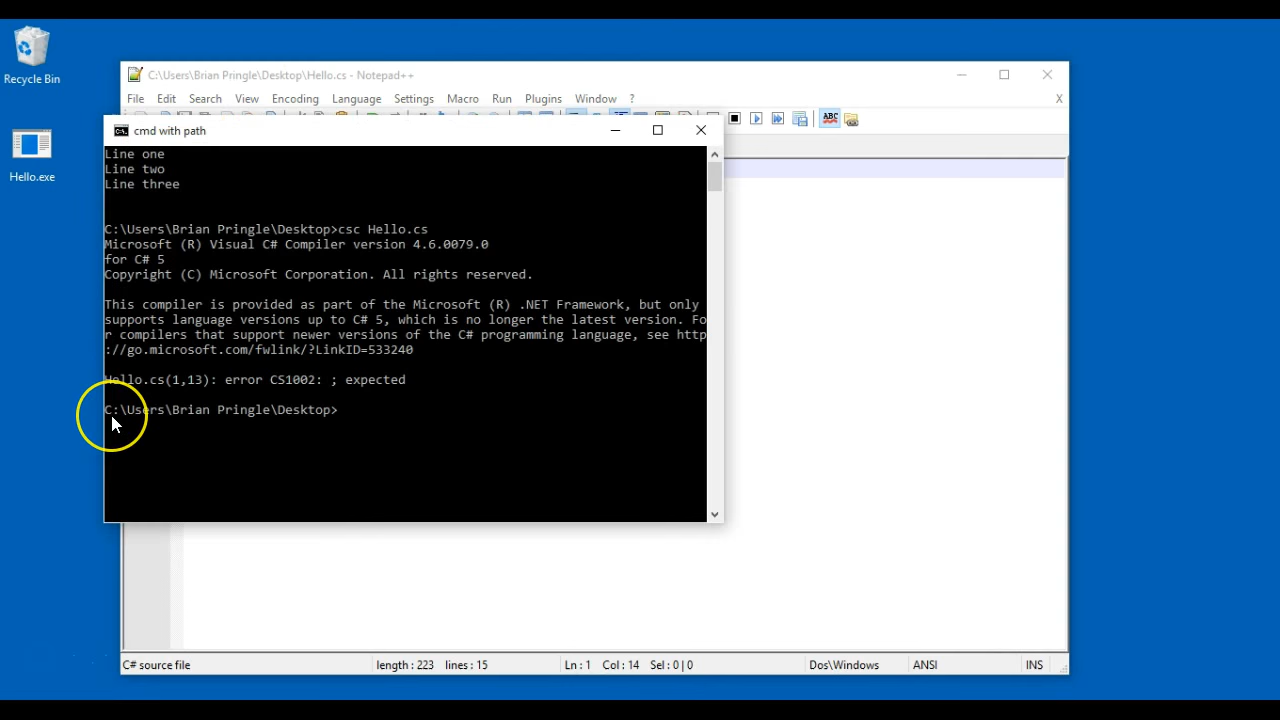 Recycle Bin
Hello.exe
C:\Users\Brian Pringle\Desktop\Hello.cs - Notepad++
File Edit Search View Encoding Language Settings Macro Run Plugins Window ? X
ABC
cmd with path
Line one
Line two
Line three
C:\Users\Brian Pringle\Desktop>csc Hello.cs
Microsoft (R) Visual C# Compiler version 4.6.0079.0
for C# 5
Copyright (C) Microsoft Corporation. All rights reserved.
This compiler is provided as part of the Microsoft (R) .NET Framework, but only
supports language versions up to C# 5, which is no longer the latest version. Fo
r compilers that support newer versions of the C# programming language, see http
://go.microsoft.com/fwlink/?LinkID=533240
Hello.cs(1,13): error CS1002: ; expected
C:\Users\Brian Pringle\Desktop>
C# source file length : 223 lines : 15 Ln : 1 Col : 14 Sel : 0 | 0 Dos\Windows ANSI INS